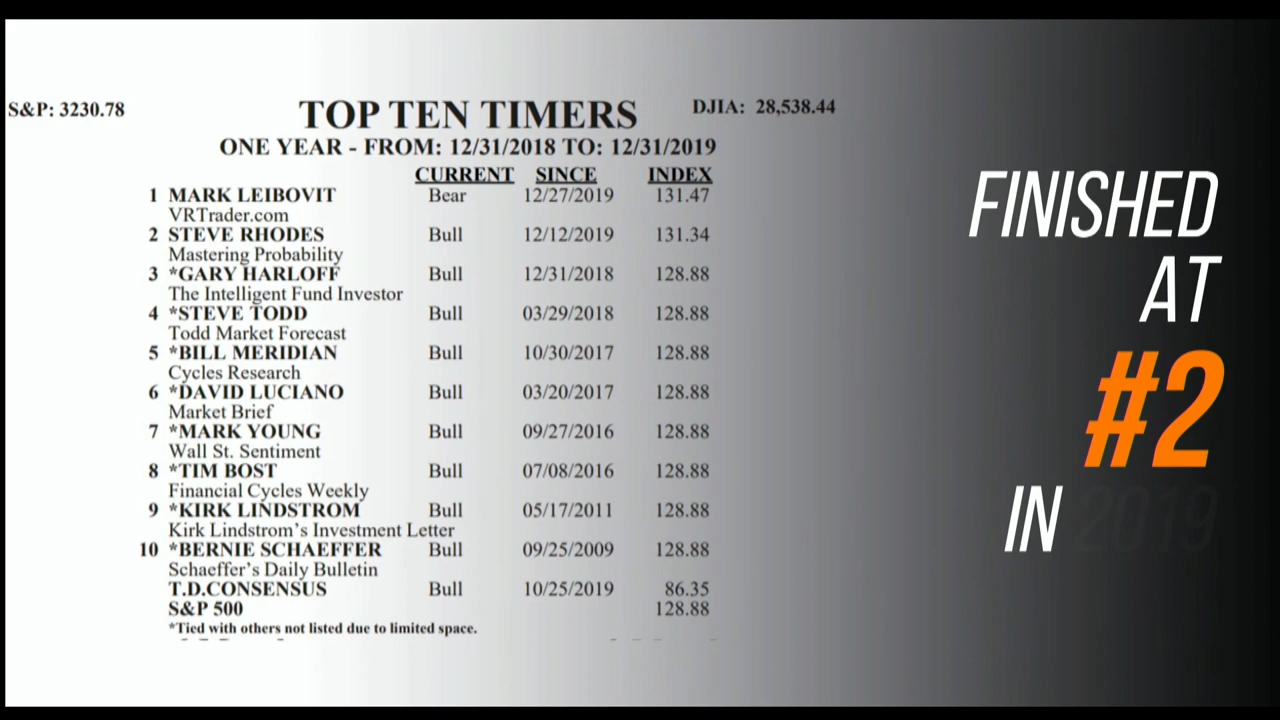 S&P: 3230.78
TOP TEN TIMERS
DJIA: 28,538.44
ONE YEAR - FROM: 12/31/2018 TO: 12/31/2019
CURRENT SINCE INDEX
1 MARK LEIBOVIT Bear 12/27/2019 131.47
VRTrader.com
2 STEVE RHODES Bull 12/12/2019 131.34
Mastering Probability
3 *GARY HARLOFF Bull 12/31/2018 128.88
The Intelligent Fund Investor
4 *STEVE TODD Bull 03/29/2018 128.88
Todd Market Forecast
5 *BILL MERIDIAN Bull 10/30/2017 128.88
Cycles Research
6 *DAVID LUCIANO Bull 03/20/2017 128.88
Market Brief
7 *MARK YOUNG Bull 09/27/2016 128.88
Wall St. Sentiment
8 *TIM BOST Bull 07/08/2016 128.88
Financial Cycles Weekly
9 *KIRK LINDSTROM Bull 05/17/2011 128.88
Kirk Lindstrom's Investment Letter
10 *BERNIE SCHAEFFER Bull 09/25/2009 128.88
Schaeffer's Daily Bulletin
T.D.CONSENSUS Bull 10/25/2019 86.35
S&P 500 128.88
*Tied with others not listed due to limited space.
FINISHED
AT
#2
IN 2019